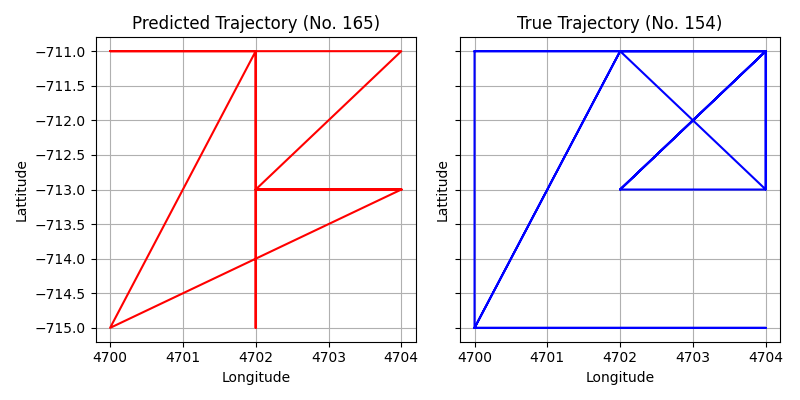 Predicted Trajectory (No. 165)
True Trajectory (No. 154)
−711.0
−711.5
−712.0
−712.5
−713.0
−713.5
−714.0
−714.5
−715.0
Lattitude
Lattitude
4700 4701 4702 4703 4704
4700 4701 4702 4703 4704
Longitude
Longitude